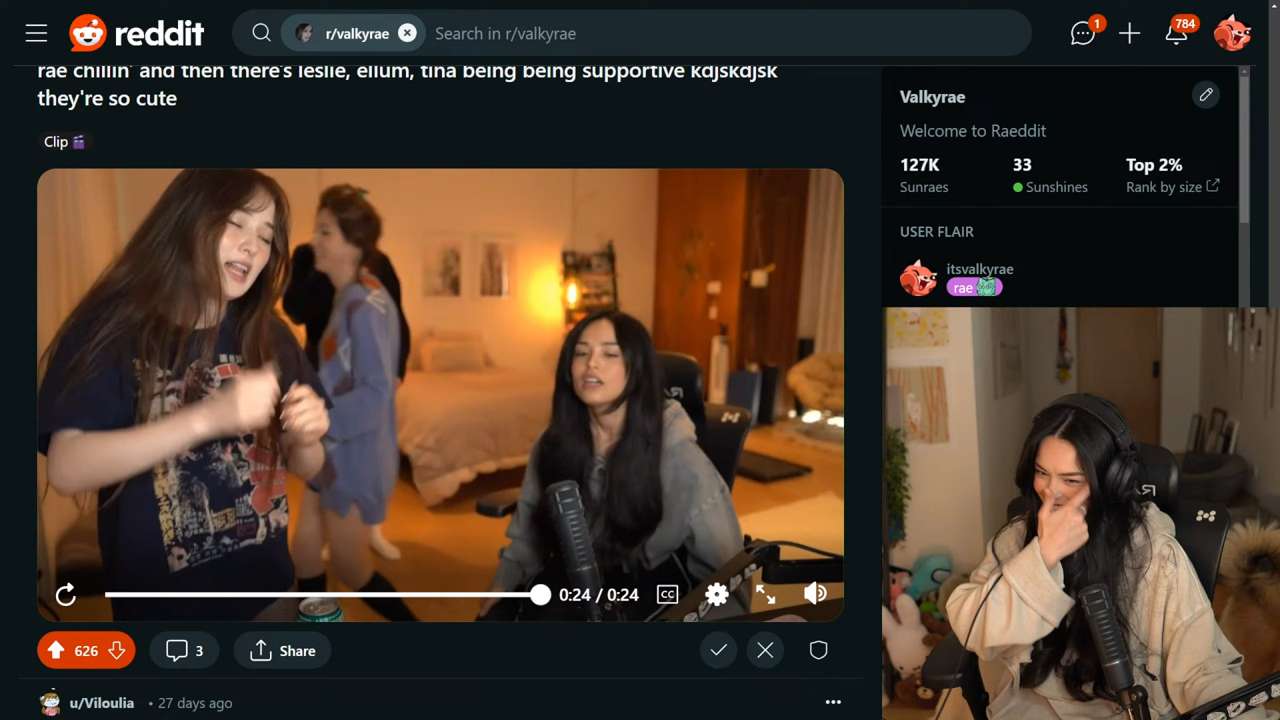 reddit
r/valkyrae
Search in r/valkyrae
1
784
rae chillin' and then there's leslie, ellum, tina being being supportive kdjskdjsk
they're so cute
Clip
0:24 / 0:24
CC
626
3
Share
u/Viloulia
• 27 days ago
Valkyrae
Welcome to Raeddit
127K
Sunraes
33
Sunshines
Top 2%
Rank by size
USER FLAIR
itsvalkyrae
rae